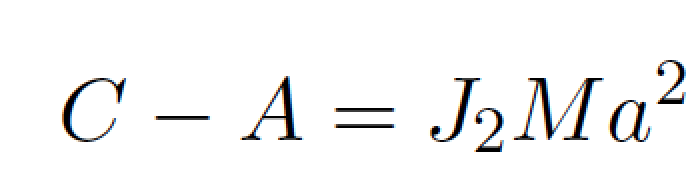 C − A = J₂Ma²